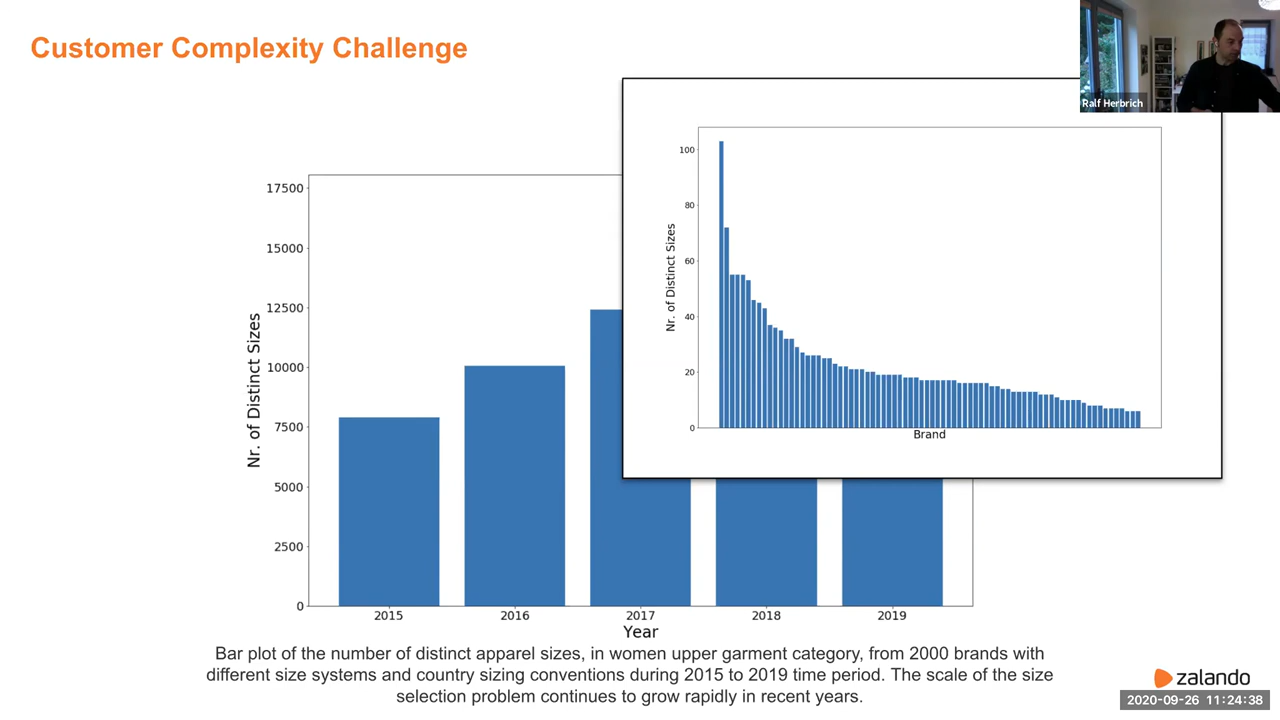 Customer Complexity Challenge
Ralf Herbrich
100
80
60
40
20
0
Nr. of Distinct Sizes
Brand
17500
15000
12500
10000
7500
5000
2500
0
Nr. of Distinct Sizes
2015
2016
2017
2018
2019
Year
Bar plot of the number of distinct apparel sizes, in women upper garment category, from 2000 brands with
different size systems and country sizing conventions during 2015 to 2019 time period. The scale of the size
selection problem continues to grow rapidly in recent years.
zalando
2020-09-26 11:24:38